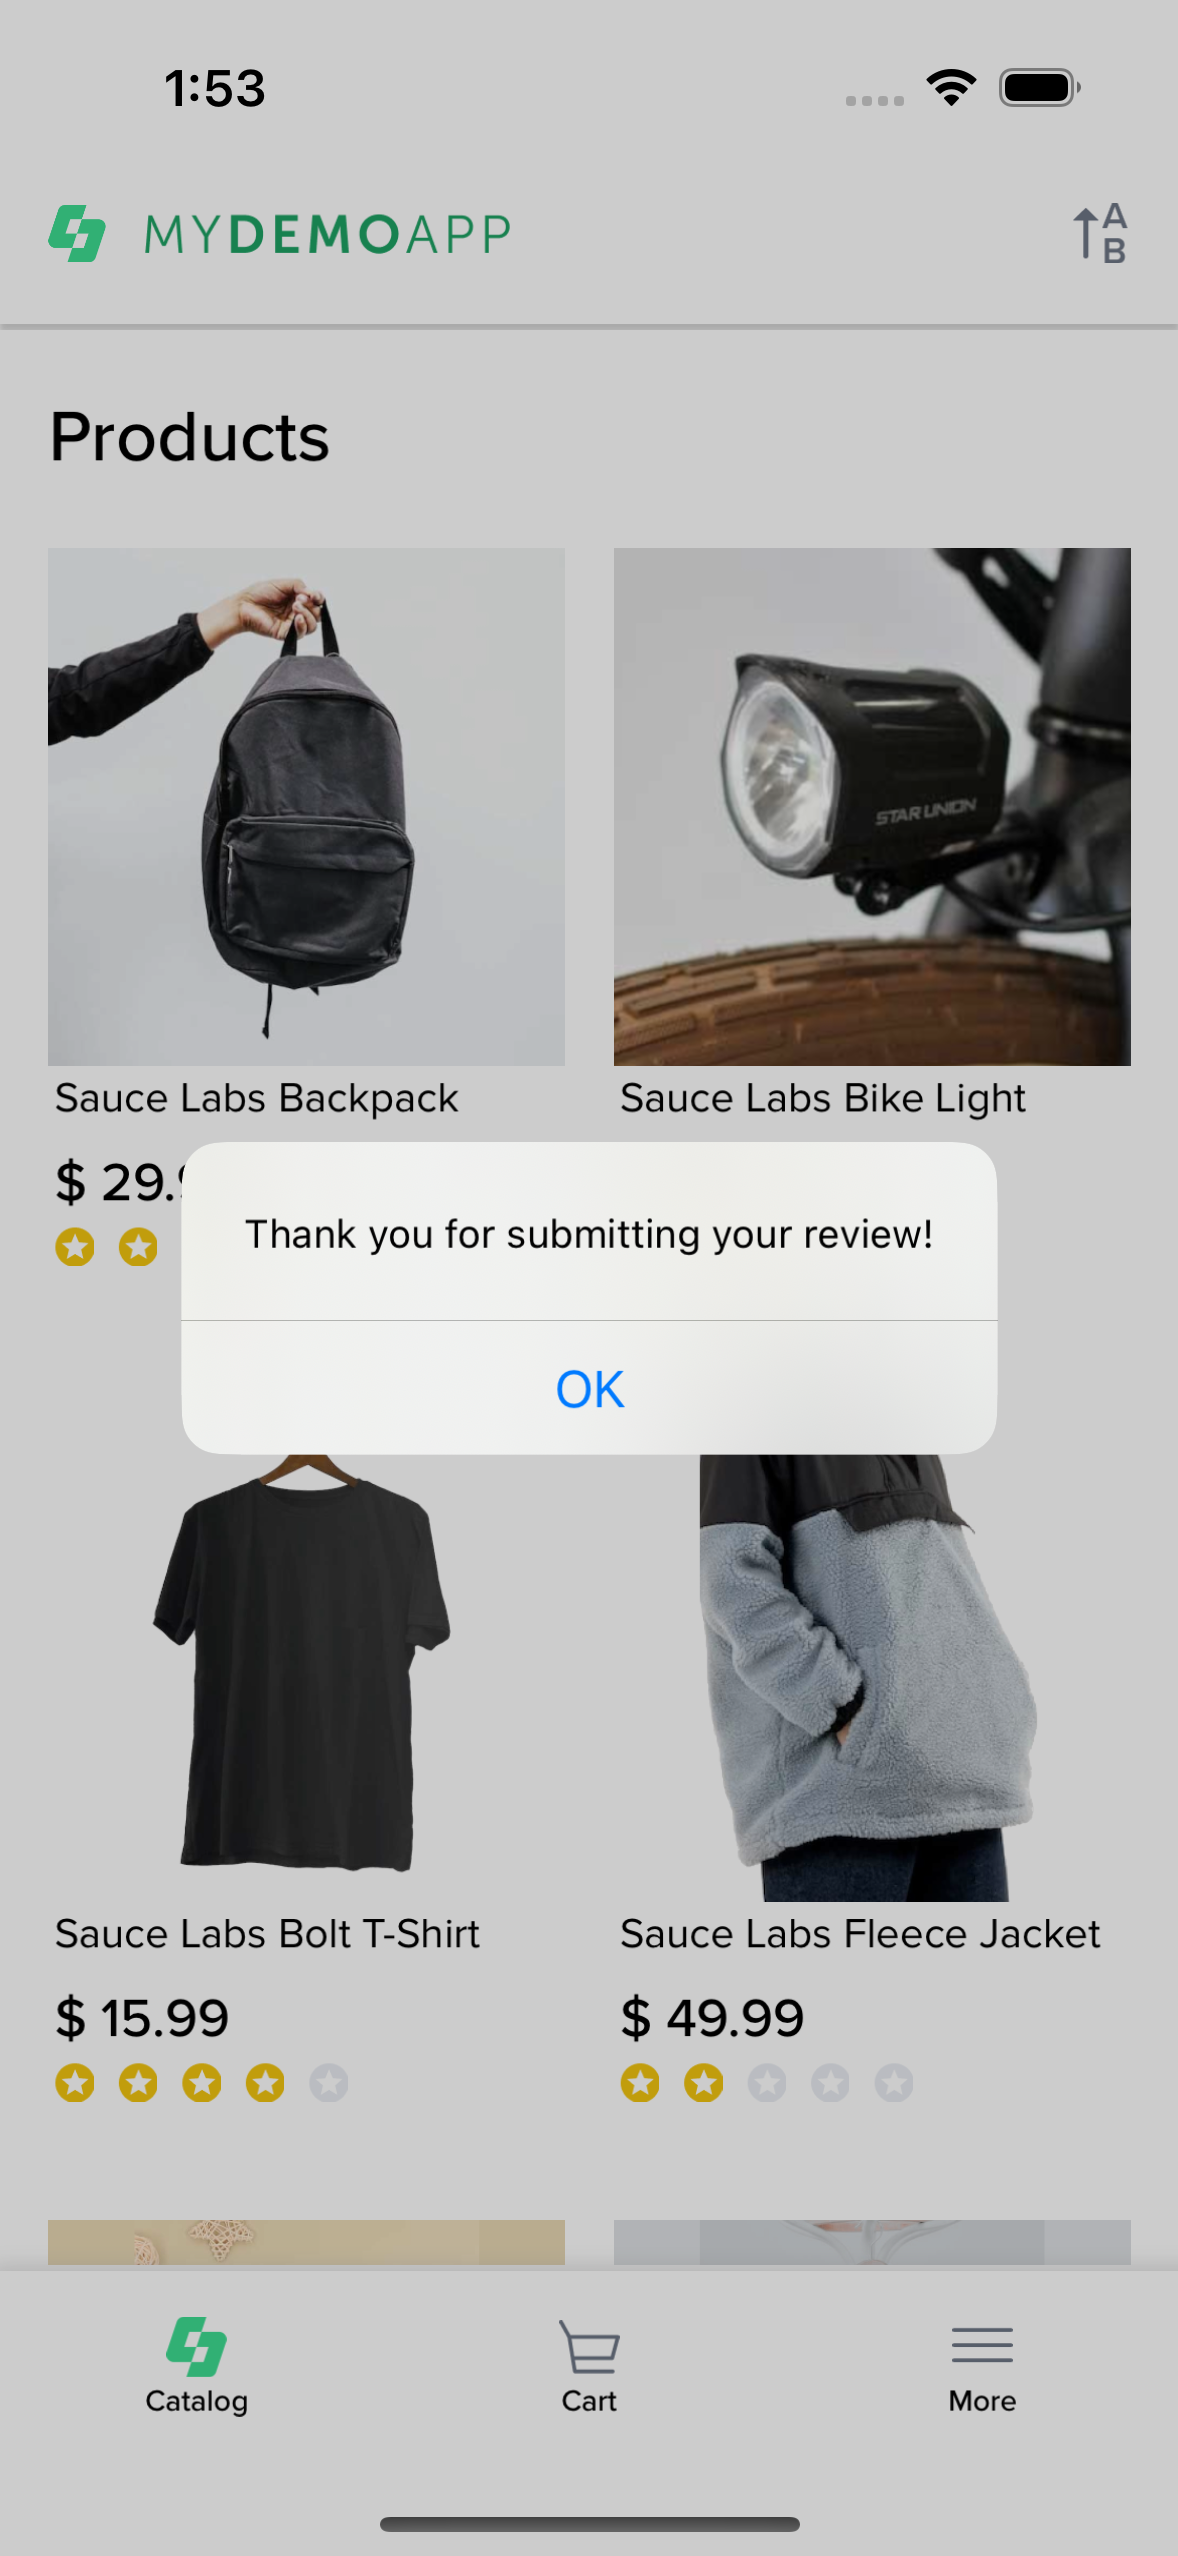 1:53
MYDEMOAPP
A
B
Products
STAR UNION
Sauce Labs Backpack
Sauce Labs Bike Light
$ 29.
Thank you for submitting your review!
OK
Sauce Labs Bolt T-Shirt
Sauce Labs Fleece Jacket
$ 15.99
$ 49.99
Catalog
Cart
More